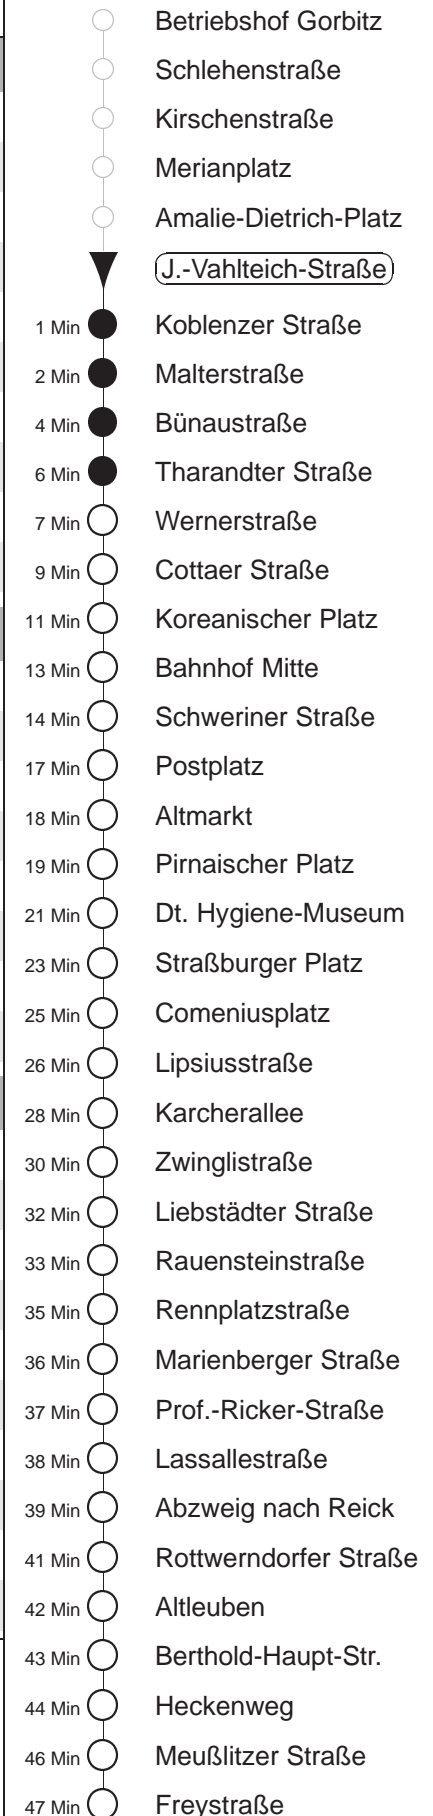 Betriebshof Gorbitz
Schlehenstraße
Kirschenstraße
Merianplatz
Amalie-Dietrich-Platz
J.-Vahlteich-Straße
1 Min Koblenzer Straße
2 Min Malterstraße
4 Min Bünaustraße
6 Min Tharandter Straße
7 Min Wernerstraße
9 Min Cottaer Straße
11 Min Koreanischer Platz
13 Min Bahnhof Mitte
14 Min Schweriner Straße
17 Min Postplatz
18 Min Altmarkt
19 Min Pirnaischer Platz
21 Min Dt. Hygiene-Museum
23 Min Straßburger Platz
25 Min Comeniusplatz
26 Min Lipsiusstraße
28 Min Karcherallee
30 Min Zwinglistraße
32 Min Liebstädter Straße
33 Min Rauensteinstraße
35 Min Rennplatzstraße
36 Min Marienberger Straße
37 Min Prof.-Ricker-Straße
38 Min Lassallestraße
39 Min Abzweig nach Reick
41 Min Rottwerndorfer Straße
42 Min Altleuben
43 Min Berthold-Haupt-Str.
44 Min Heckenweg
46 Min Meußlitzer Straße
47 Min Freystraße